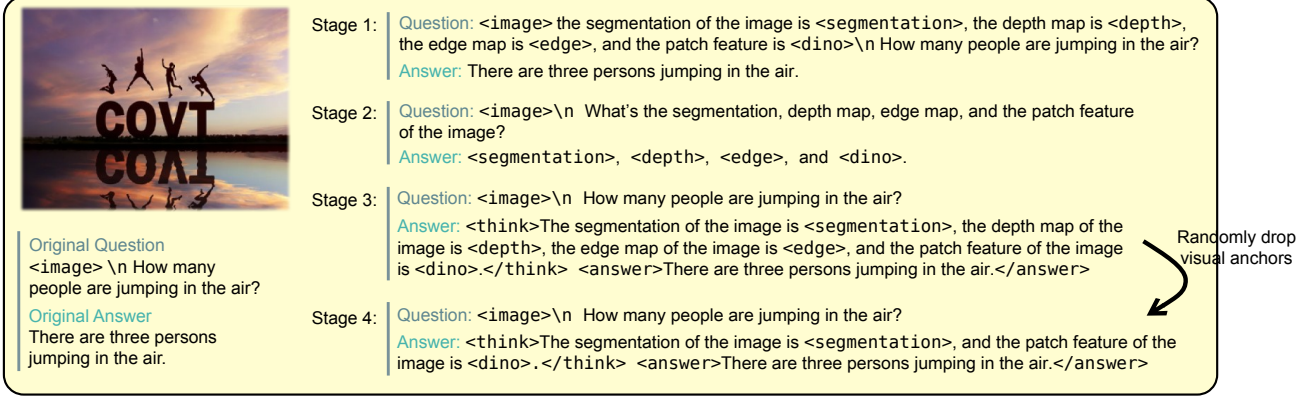 COVT
Original Question
<image> \n How many
people are jumping in the air?
Original Answer
There are three persons
jumping in the air.
Stage 1:
Question: <image> the segmentation of the image is <segmentation>, the depth map is <depth>,
the edge map is <edge>, and the patch feature is <dino>\n How many people are jumping in the air?
Answer: There are three persons jumping in the air.
Stage 2:
Question: <image>\n What's the segmentation, depth map, edge map, and the patch feature
of the image?
Answer: <segmentation>, <depth>, <edge>, and <dino>.
Stage 3:
Question: <image>\n How many people are jumping in the air?
Answer: <think>The segmentation of the image is <segmentation>, the depth map of the
image is <depth>, the edge map of the image is <edge>, and the patch feature of the image
is <dino>.</think> <answer>There are three persons jumping in the air.</answer>
Randomly drop
visual anchors
Stage 4:
Question: <image>\n How many people are jumping in the air?
Answer: <think>The segmentation of the image is <segmentation>, and the patch feature of the
image is <dino>.</think> <answer>There are three persons jumping in the air.</answer>